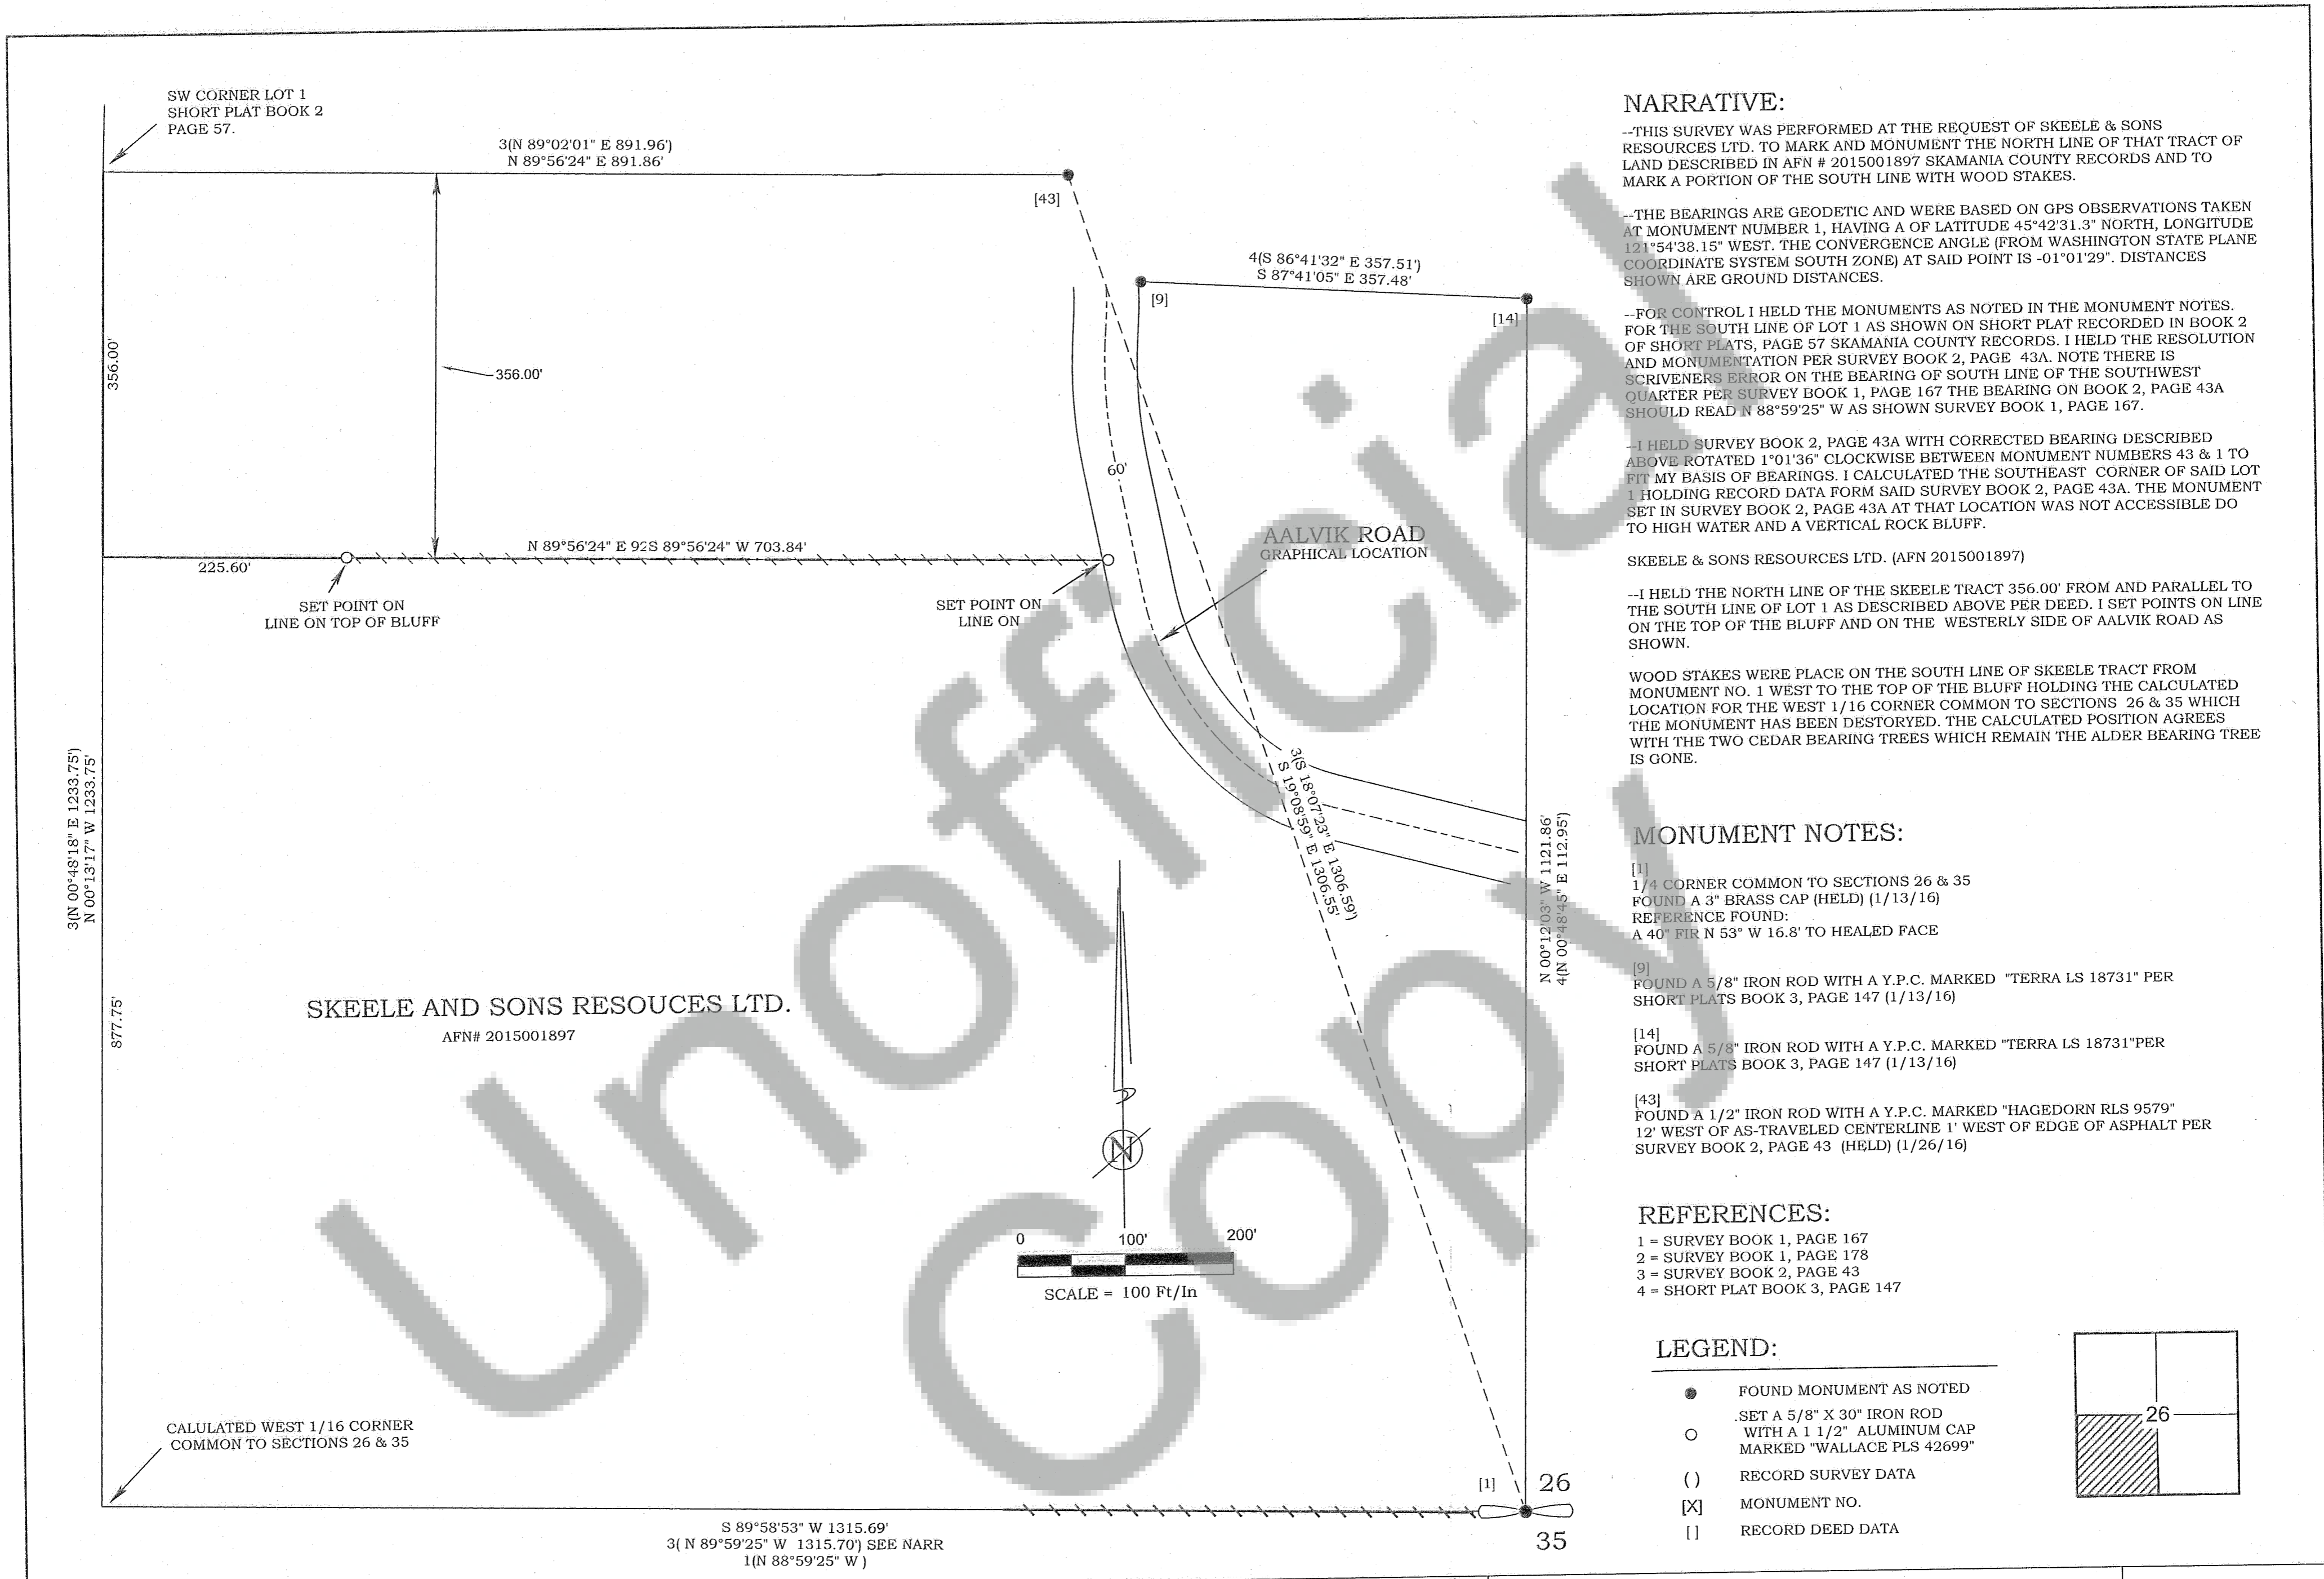 SW CORNER LOT 1
SHORT PLAT BOOK 2
PAGE 57.
3(N 89°02'01" E 891.96')
N 89°56'24" E 891.86'
[43]
4(S 86°41'32" E 357.51')
S 87°41'05" E 357.48'
[9]
[14]
356.00'
356.00'
60'
N 89°56'24" E 92S 89°56'24" W 703.84'
225.60'
SET POINT ON
LINE ON TOP OF BLUFF
SET POINT ON
LINE ON
AALVIK ROAD
GRAPHICAL LOCATION
3(S 18°07'23" E 1306.59')
S 19°08'59" E 1306.55'
3(N 00°48'18" E 1233.75')
N 00°13'17" W 1233.75'
877.75'
N 00°12'03" W 1121.86'
4(N 00°48'45" E 112.95')
SKEELE AND SONS RESOUCES LTD.
AFN# 2015001897
N
0 100' 200'
SCALE = 100 Ft/In
CALULATED WEST 1/16 CORNER
COMMON TO SECTIONS 26 & 35
[1]
26
35
S 89°58'53" W 1315.69'
3( N 89°59'25" W 1315.70') SEE NARR
1(N 88°59'25" W )
Unofficial
Copy
NARRATIVE:
--THIS SURVEY WAS PERFORMED AT THE REQUEST OF SKEELE & SONS
RESOURCES LTD. TO MARK AND MONUMENT THE NORTH LINE OF THAT TRACT OF
LAND DESCRIBED IN AFN # 2015001897 SKAMANIA COUNTY RECORDS AND TO
MARK A PORTION OF THE SOUTH LINE WITH WOOD STAKES.
--THE BEARINGS ARE GEODETIC AND WERE BASED ON GPS OBSERVATIONS TAKEN
AT MONUMENT NUMBER 1, HAVING A OF LATITUDE 45°42'31.3" NORTH, LONGITUDE
121°54'38.15" WEST. THE CONVERGENCE ANGLE (FROM WASHINGTON STATE PLANE
COORDINATE SYSTEM SOUTH ZONE) AT SAID POINT IS -01°01'29". DISTANCES
SHOWN ARE GROUND DISTANCES.
--FOR CONTROL I HELD THE MONUMENTS AS NOTED IN THE MONUMENT NOTES.
FOR THE SOUTH LINE OF LOT 1 AS SHOWN ON SHORT PLAT RECORDED IN BOOK 2
OF SHORT PLATS, PAGE 57 SKAMANIA COUNTY RECORDS. I HELD THE RESOLUTION
AND MONUMENTATION PER SURVEY BOOK 2, PAGE 43A. NOTE THERE IS
SCRIVENERS ERROR ON THE BEARING OF SOUTH LINE OF THE SOUTHWEST
QUARTER PER SURVEY BOOK 1, PAGE 167 THE BEARING ON BOOK 2, PAGE 43A
SHOULD READ N 88°59'25" W AS SHOWN SURVEY BOOK 1, PAGE 167.
--I HELD SURVEY BOOK 2, PAGE 43A WITH CORRECTED BEARING DESCRIBED
ABOVE ROTATED 1°01'36" CLOCKWISE BETWEEN MONUMENT NUMBERS 43 & 1 TO
FIT MY BASIS OF BEARINGS. I CALCULATED THE SOUTHEAST CORNER OF SAID LOT
1 HOLDING RECORD DATA FORM SAID SURVEY BOOK 2, PAGE 43A. THE MONUMENT
SET IN SURVEY BOOK 2, PAGE 43A AT THAT LOCATION WAS NOT ACCESSIBLE DO
TO HIGH WATER AND A VERTICAL ROCK BLUFF.
SKEELE & SONS RESOURCES LTD. (AFN 2015001897)
--I HELD THE NORTH LINE OF THE SKEELE TRACT 356.00' FROM AND PARALLEL TO
THE SOUTH LINE OF LOT 1 AS DESCRIBED ABOVE PER DEED. I SET POINTS ON LINE
ON THE TOP OF THE BLUFF AND ON THE WESTERLY SIDE OF AALVIK ROAD AS
SHOWN.
WOOD STAKES WERE PLACE ON THE SOUTH LINE OF SKEELE TRACT FROM
MONUMENT NO. 1 WEST TO THE TOP OF THE BLUFF HOLDING THE CALCULATED
LOCATION FOR THE WEST 1/16 CORNER COMMON TO SECTIONS 26 & 35 WHICH
THE MONUMENT HAS BEEN DESTORYED. THE CALCULATED POSITION AGREES
WITH THE TWO CEDAR BEARING TREES WHICH REMAIN THE ALDER BEARING TREE
IS GONE.
MONUMENT NOTES:
[1]
1/4 CORNER COMMON TO SECTIONS 26 & 35
FOUND A 3" BRASS CAP (HELD) (1/13/16)
REFERENCE FOUND:
A 40" FIR N 53° W 16.8' TO HEALED FACE
[9]
FOUND A 5/8" IRON ROD WITH A Y.P.C. MARKED "TERRA LS 18731" PER
SHORT PLATS BOOK 3, PAGE 147 (1/13/16)
[14]
FOUND A 5/8" IRON ROD WITH A Y.P.C. MARKED "TERRA LS 18731"PER
SHORT PLATS BOOK 3, PAGE 147 (1/13/16)
[43]
FOUND A 1/2" IRON ROD WITH A Y.P.C. MARKED "HAGEDORN RLS 9579"
12' WEST OF AS-TRAVELED CENTERLINE 1' WEST OF EDGE OF ASPHALT PER
SURVEY BOOK 2, PAGE 43 (HELD) (1/26/16)
REFERENCES:
1 = SURVEY BOOK 1, PAGE 167
2 = SURVEY BOOK 1, PAGE 178
3 = SURVEY BOOK 2, PAGE 43
4 = SHORT PLAT BOOK 3, PAGE 147
LEGEND:
FOUND MONUMENT AS NOTED
.SET A 5/8" X 30" IRON ROD
WITH A 1 1/2" ALUMINUM CAP
MARKED "WALLACE PLS 42699"
( ) RECORD SURVEY DATA
[X] MONUMENT NO.
[ ] RECORD DEED DATA
26